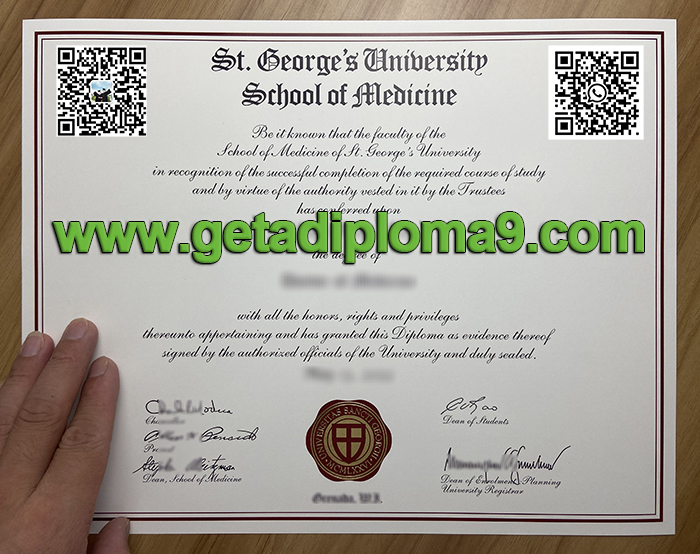 St. George's University
School of Medicine
Be it known that the faculty of the
School of Medicine of St. George's University
in recognition of the successful completion of the required course of study
and by virtue of the authority vested in it by the Trustees
has conferred upon
www.getadiploma9.com
the degree of
with all the honors, rights and privileges
thereunto appertaining and has granted this Diploma as evidence thereof
signed by the authorized officials of the University and duly sealed.
Dean of Students
UNIVERSITAS SANCTI GEORGII
MCMLXXVI
Dean, School of Medicine
Dean of Enrolment Planning
University Registrar
Grenada, W.I.